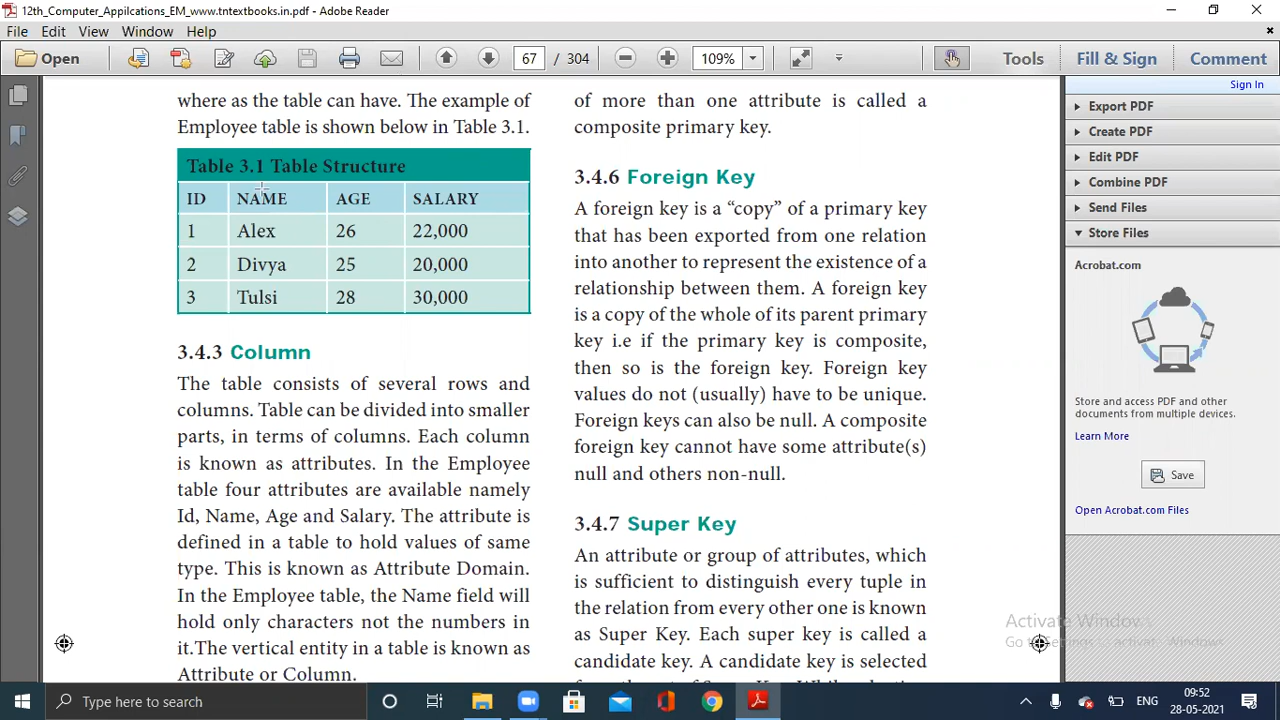 12th_Computer_Appilcations_EM_www.tntextbooks.in.pdf - Adobe Reader
File Edit View Window Help
Open 67 / 304 109% Tools Fill & Sign Comment
where as the table can have. The example of
Employee table is shown below in Table 3.1.
Table 3.1 Table Structure
ID NAME AGE SALARY
1 Alex 26 22,000
2 Divya 25 20,000
3 Tulsi 28 30,000
3.4.3 Column
The table consists of several rows and
columns. Table can be divided into smaller
parts, in terms of columns. Each column
is known as attributes. In the Employee
table four attributes are available namely
Id, Name, Age and Salary. The attribute is
defined in a table to hold values of same
type. This is known as Attribute Domain.
In the Employee table, the Name field will
hold only characters not the numbers in
it.The vertical entity in a table is known as
Attribute or Column.
of more than one attribute is called a
composite primary key.
3.4.6 Foreign Key
A foreign key is a “copy” of a primary key
that has been exported from one relation
into another to represent the existence of a
relationship between them. A foreign key
is a copy of the whole of its parent primary
key i.e if the primary key is composite,
then so is the foreign key. Foreign key
values do not (usually) have to be unique.
Foreign keys can also be null. A composite
foreign key cannot have some attribute(s)
null and others non-null.
3.4.7 Super Key
An attribute or group of attributes, which
is sufficient to distinguish every tuple in
the relation from every other one is known
as Super Key. Each super key is called a
candidate key. A candidate key is selected
Sign In
Export PDF
Create PDF
Edit PDF
Combine PDF
Send Files
Store Files
Acrobat.com
Store and access PDF and other
documents from multiple devices.
Learn More
Save
Open Acrobat.com Files
Activate Windows
Go to Settings to activate Windows.
Type here to search
ENG
09:52
28-05-2021